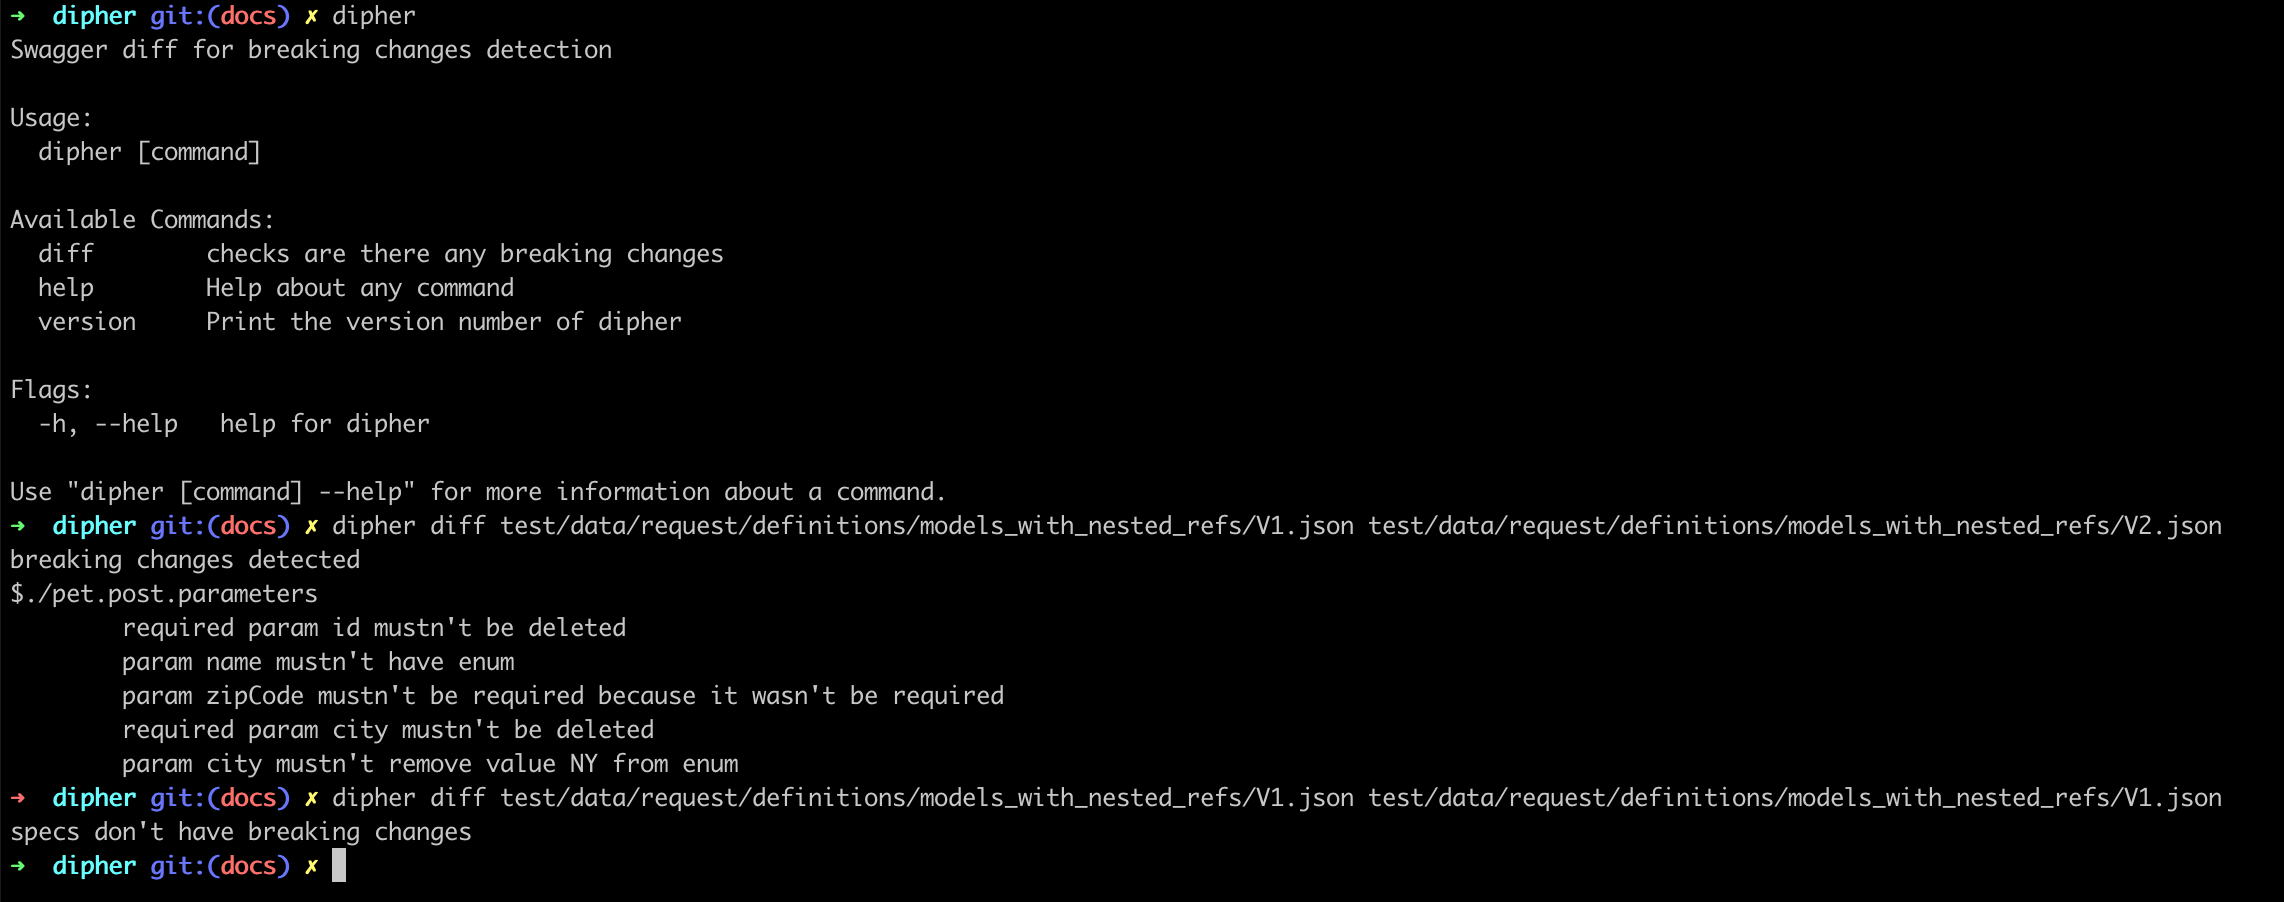 ➜  dipher git:(docs) ✗ dipher
Swagger diff for breaking changes detection

Usage:
  dipher [command]

Available Commands:
  diff        checks are there any breaking changes
  help        Help about any command
  version     Print the version number of dipher

Flags:
  -h, --help   help for dipher

Use "dipher [command] --help" for more information about a command.
➜  dipher git:(docs) ✗ dipher diff test/data/request/definitions/models_with_nested_refs/V1.json test/data/request/definitions/models_with_nested_refs/V2.json
breaking changes detected
$./pet.post.parameters
        required param id mustn't be deleted
        param name mustn't have enum
        param zipCode mustn't be required because it wasn't be required
        required param city mustn't be deleted
        param city mustn't remove value NY from enum
➜  dipher git:(docs) ✗ dipher diff test/data/request/definitions/models_with_nested_refs/V1.json test/data/request/definitions/models_with_nested_refs/V1.json
specs don't have breaking changes
➜  dipher git:(docs) ✗